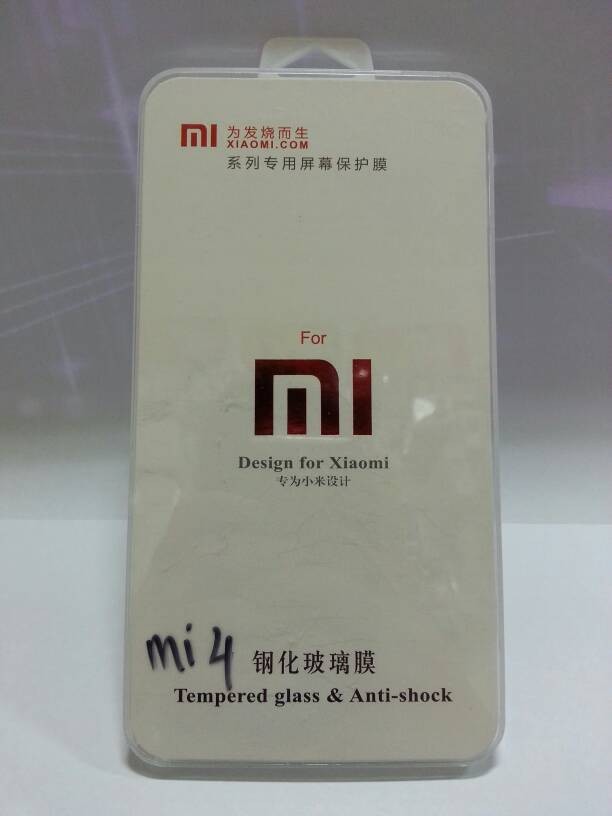 mi 为发烧而生
XIAOMI.COM
系列专用屏幕保护膜
For
mi
Design for Xiaomi
专为小米设计
mi 4 钢化玻璃膜
Tempered glass & Anti-shock